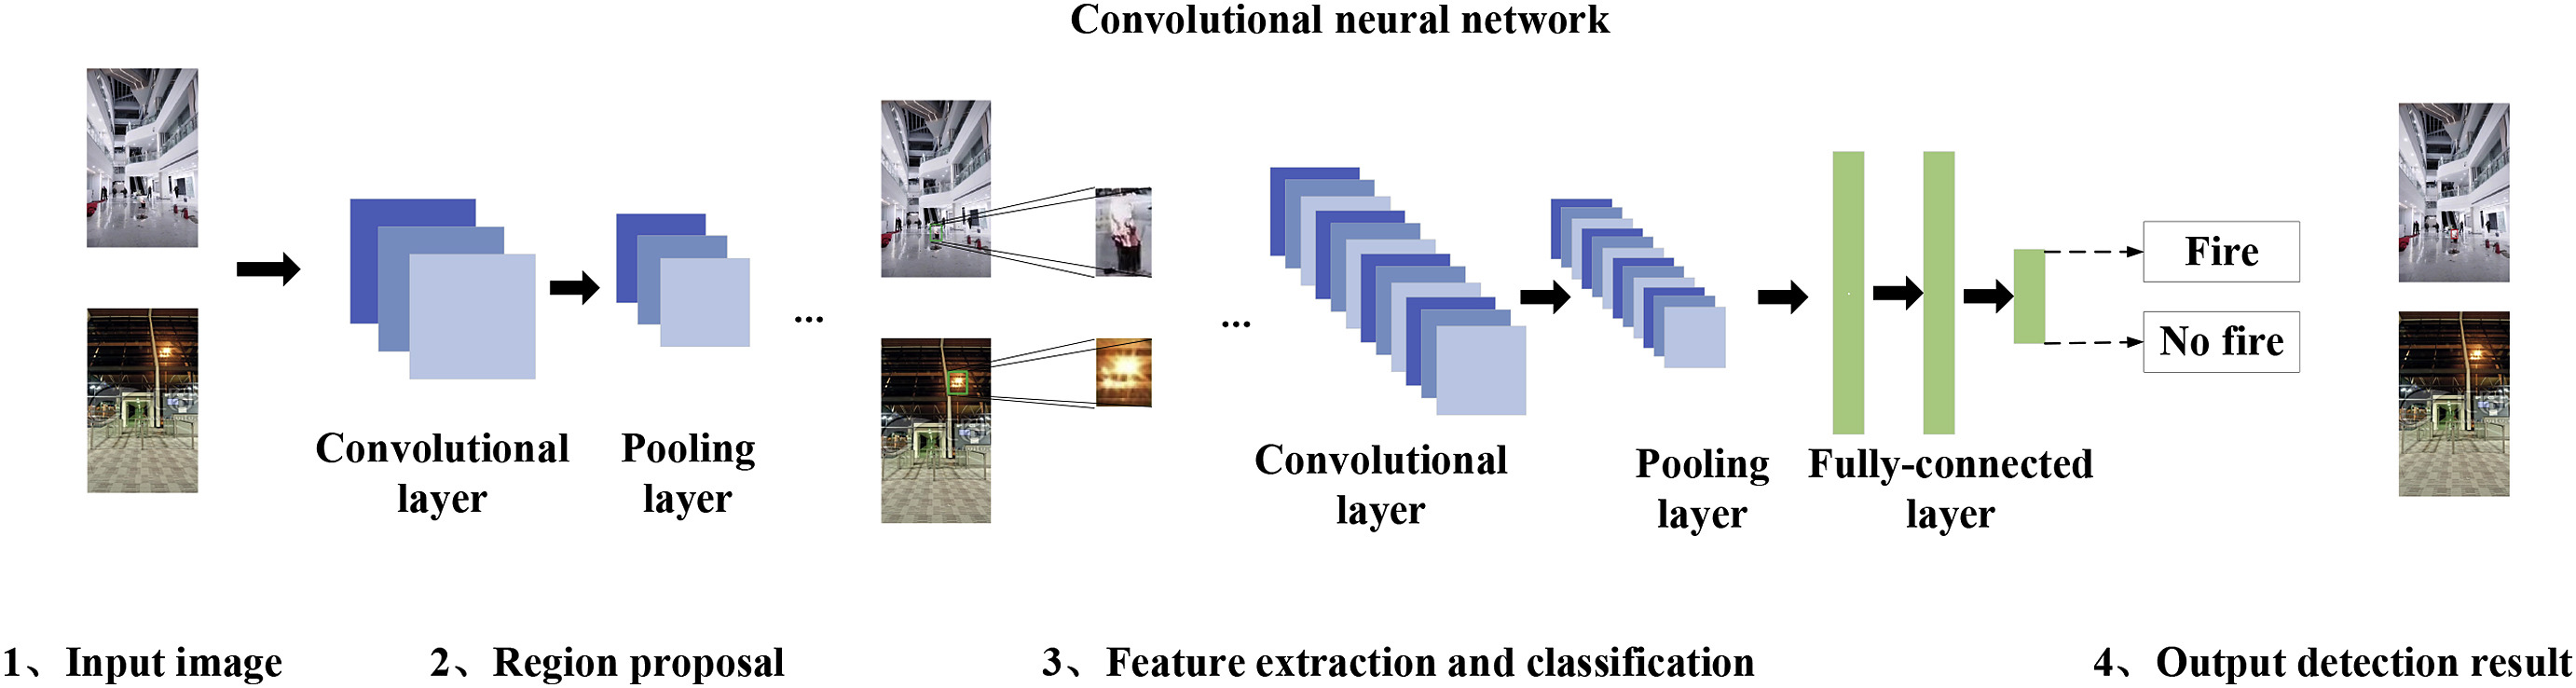 Convolutional neural network
Convolutional
layer
Pooling
layer
...
...
Convolutional
layer
Pooling
layer
Fully-connected
layer
Fire
No fire
1、Input image
2、Region proposal
3、Feature extraction and classification
4、Output detection result